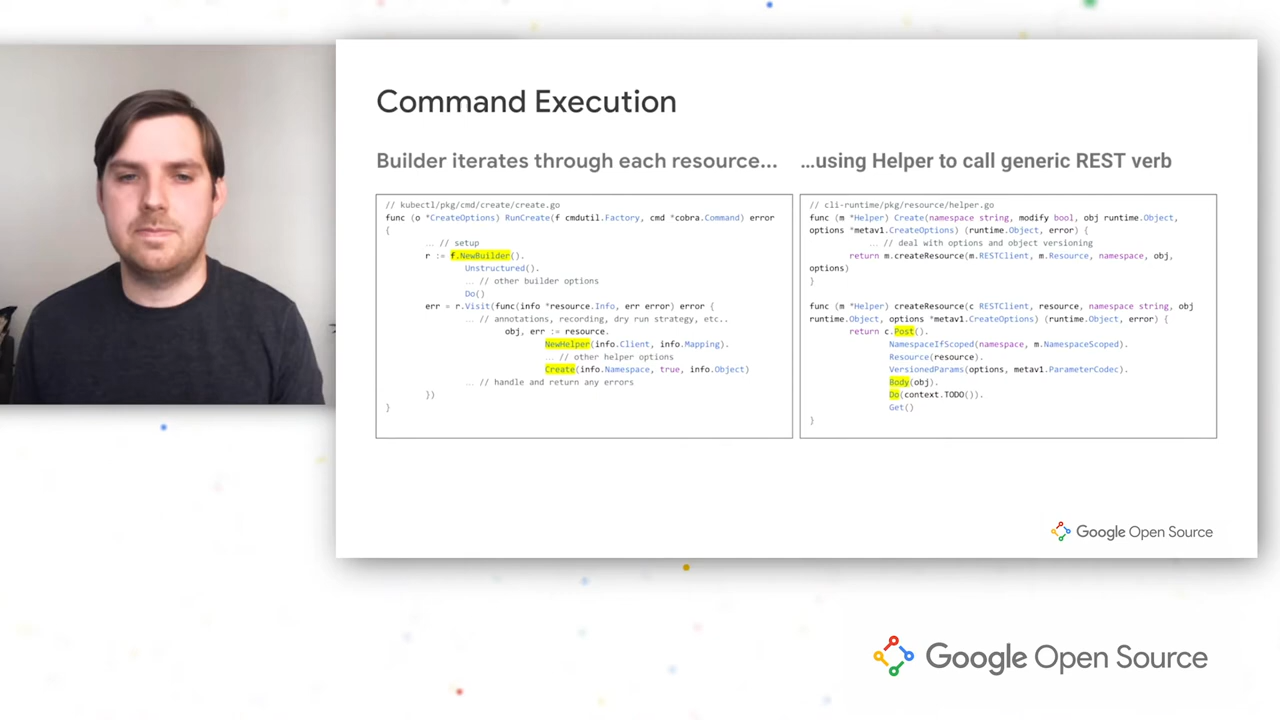 Command Execution
Builder iterates through each resource...
// kubectl/pkg/cmd/create/create.go
func (o *CreateOptions) RunCreate(f cmdutil.Factory, cmd *cobra.Command) error
{
... // setup
r := f.NewBuilder().
Unstructured().
... // other builder options
Do()
err = r.Visit(func(info *resource.Info, err error) error {
... // annotations, recording, dry run strategy, etc..
obj, err := resource.
NewHelper(info.Client, info.Mapping).
... // other helper options
Create(info.Namespace, true, info.Object)
... // handle and return any errors
})
}
...using Helper to call generic REST verb
// cli-runtime/pkg/resource/helper.go
func (m *Helper) Create(namespace string, modify bool, obj runtime.Object,
options *metav1.CreateOptions) (runtime.Object, error) {
... // deal with options and object versioning
return m.createResource(m.RESTClient, m.Resource, namespace, obj,
options)
}
func (m *Helper) createResource(c RESTClient, resource, namespace string, obj
runtime.Object, options *metav1.CreateOptions) (runtime.Object, error) {
return c.Post().
NamespaceIfScoped(namespace, m.NamespaceScoped).
Resource(resource).
VersionedParams(options, metav1.ParameterCodec).
Body(obj).
Do(context.TODO()).
Get()
}
Google Open Source
Google Open Source